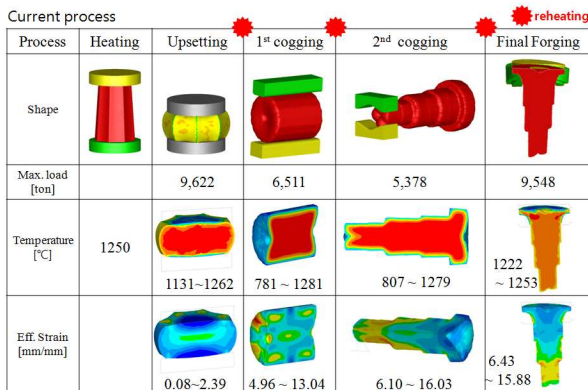 Current process
reheating
Process Heating Upsetting 1st cogging 2nd cogging Final Forging
Shape
Max. load
[ton]
9,622 6,511 5,378 9,548
Temperature
[℃]
1250
1131~1262 781 ~ 1281 807 ~ 1279
1222
~ 1253
Eff. Strain
[mm/mm]
0.08~2.39 4.96 ~ 13.04 6.10 ~ 16.03
6.43
~ 15.88